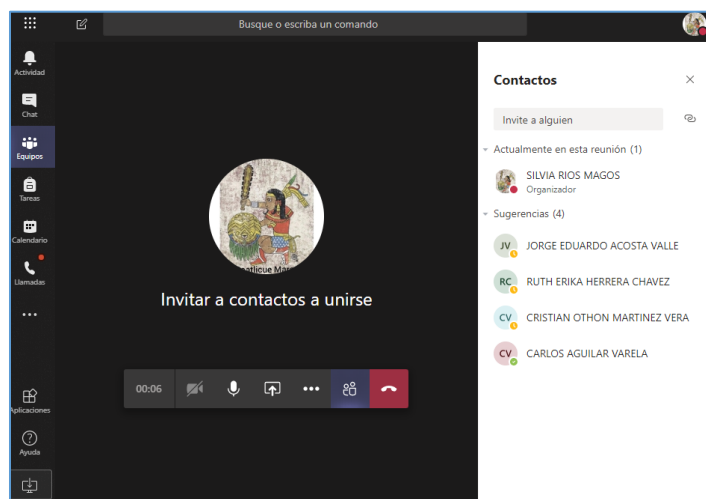 Busque o escriba un comando
Actividad
Chat
Equipos
Tareas
Calendario
Llamadas
Aplicaciones
Ayuda
Invitar a contactos a unirse
00:06
Contactos
Invite a alguien
Actualmente en esta reunión (1)
SILVIA RIOS MAGOS
Organizador
Sugerencias (4)
JV JORGE EDUARDO ACOSTA VALLE
RC RUTH ERIKA HERRERA CHAVEZ
CV CRISTIAN OTHON MARTINEZ VERA
CV CARLOS AGUILAR VARELA